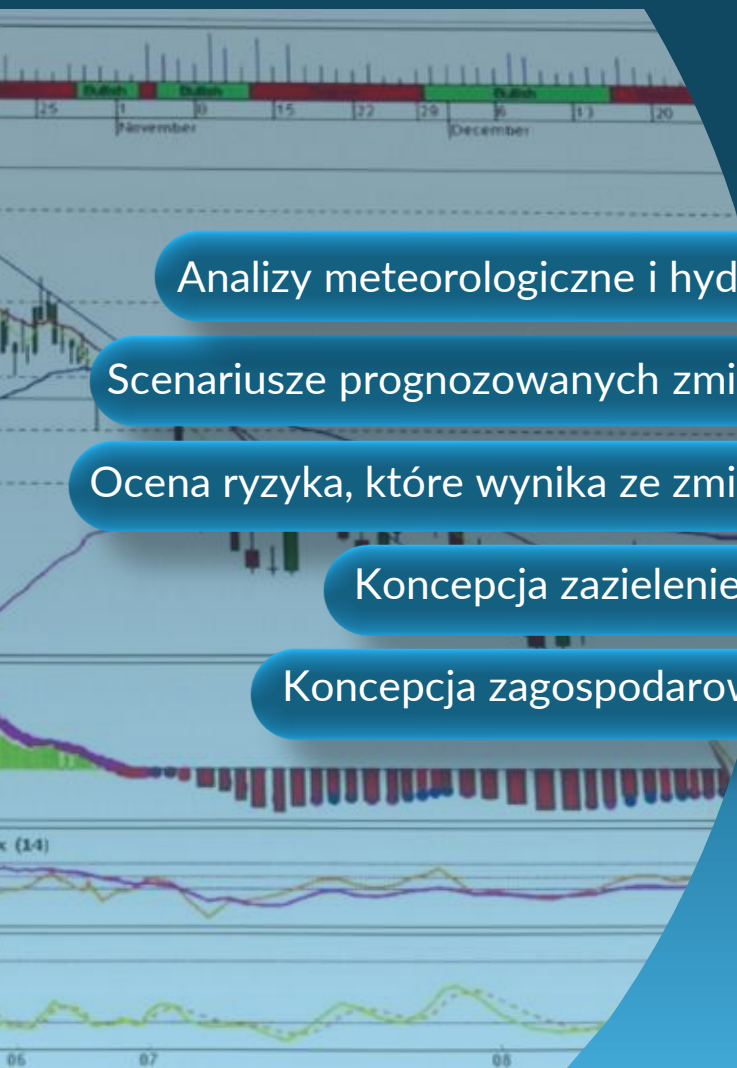 Bullish Bullish Bullish
25 1 8 15 22 29 6 13 20
November December
Analizy meteorologiczne i hyd
Scenariusze prognozowanych zmi
Ocena ryzyka, które wynika ze zmi
Koncepcja zazielenie
Koncepcja zagospodarow
x (14)
06 07 08